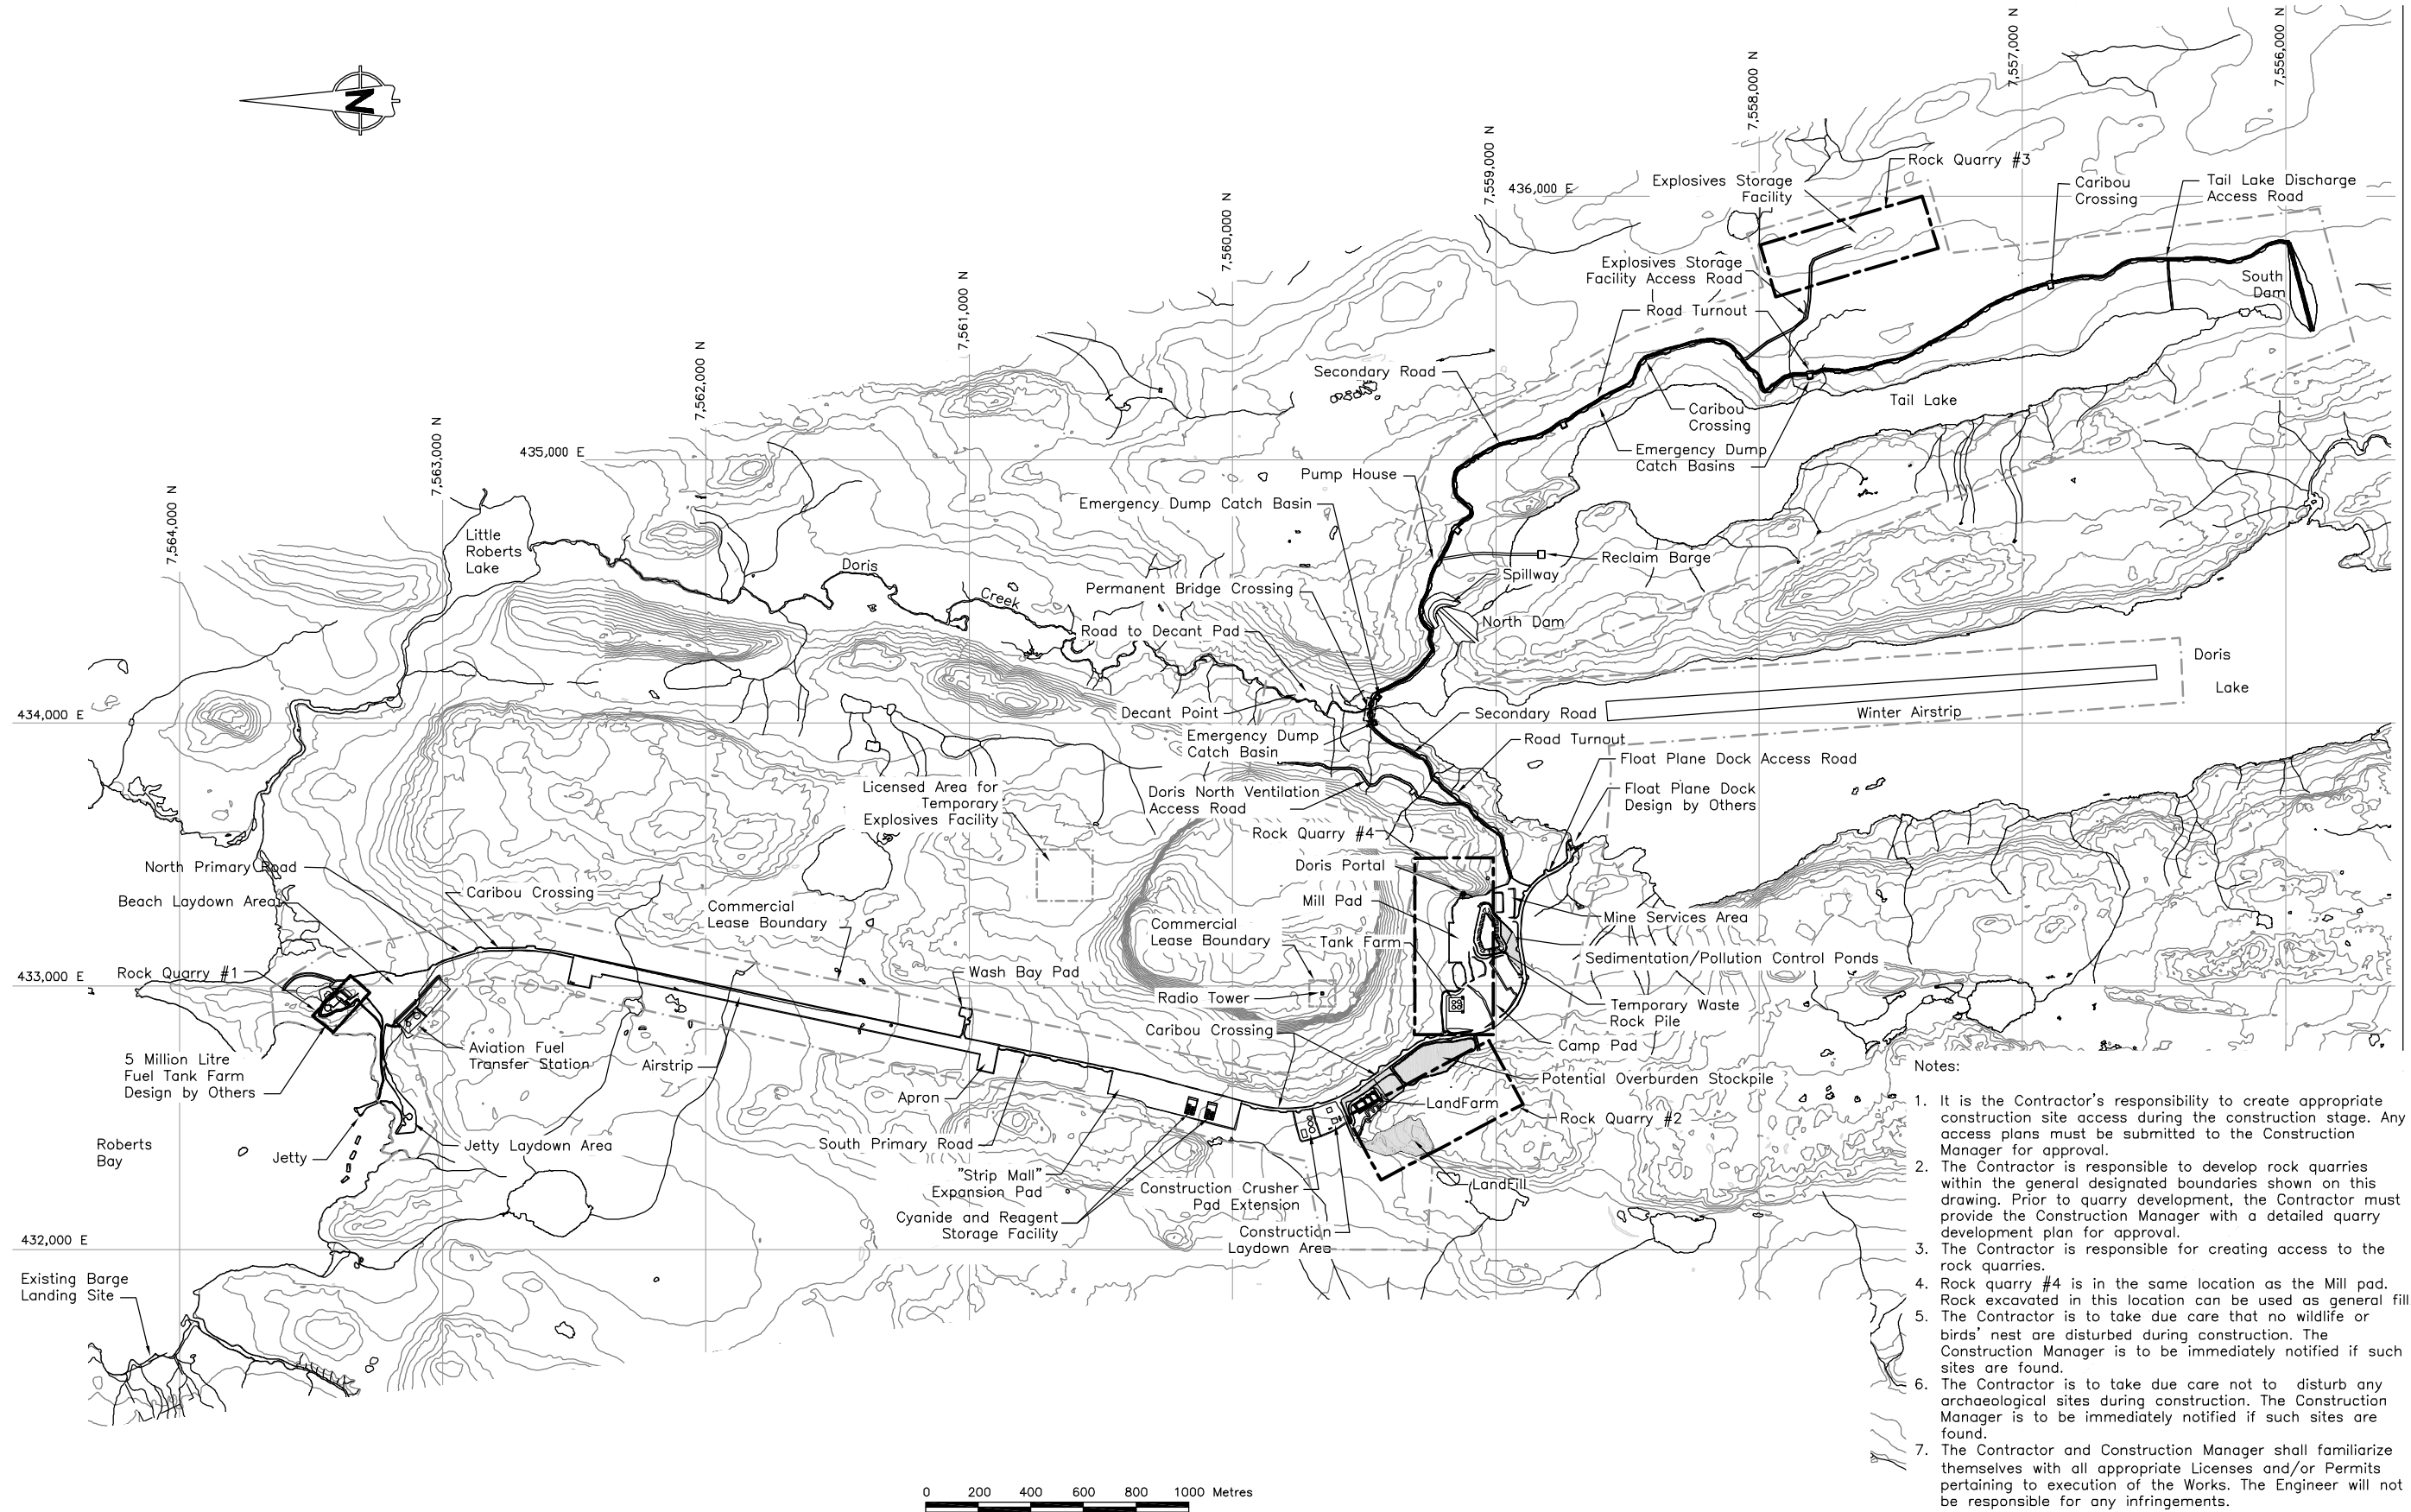 N
7,564,000 N
7,563,000 N
7,562,000 N
7,561,000 N
7,560,000 N
7,559,000 N
7,558,000 N
7,557,000 N
7,556,000 N
436,000 E
435,000 E
434,000 E
433,000 E
432,000 E
Rock Quarry #3
Explosives Storage
Facility
Caribou
Crossing
Tail Lake Discharge
Access Road
Explosives Storage
Facility Access Road
Road Turnout
South
Dam
Secondary Road
Caribou
Crossing
Tail Lake
Emergency Dump
Catch Basins
Pump House
Emergency Dump Catch Basin
Little
Roberts
Lake
Doris
Creek
Reclaim Barge
Spillway
Permanent Bridge Crossing
North Dam
Road to Decant Pad
Doris
Lake
Decant Point
Secondary Road
Winter Airstrip
Emergency Dump
Catch Basin
Road Turnout
Float Plane Dock Access Road
Licensed Area for
Temporary
Explosives Facility
Doris North Ventilation
Access Road
Float Plane Dock
Design by Others
Rock Quarry #4
North Primary Road
Doris Portal
Caribou Crossing
Beach Laydown Area
Mill Pad
Commercial
Lease Boundary
Commercial
Lease Boundary
Mine Services Area
Tank Farm
Sedimentation/Pollution Control Ponds
Rock Quarry #1
Wash Bay Pad
Radio Tower
Temporary Waste
Rock Pile
Caribou Crossing
Camp Pad
Aviation Fuel
Transfer Station
5 Million Litre
Fuel Tank Farm
Design by Others
Airstrip
Potential Overburden Stockpile
Apron
LandFarm
Rock Quarry #2
Roberts
Bay
Jetty
Jetty Laydown Area
South Primary Road
"Strip Mall"
Expansion Pad
Construction Crusher
Pad Extension
LandFill
Cyanide and Reagent
Storage Facility
Construction
Laydown Area
Existing Barge
Landing Site
Notes:
1. It is the Contractor's responsibility to create appropriate
construction site access during the construction stage. Any
access plans must be submitted to the Construction
Manager for approval.
2. The Contractor is responsible to develop rock quarries
within the general designated boundaries shown on this
drawing. Prior to quarry development, the Contractor must
provide the Construction Manager with a detailed quarry
development plan for approval.
3. The Contractor is responsible for creating access to the
rock quarries.
4. Rock quarry #4 is in the same location as the Mill pad.
Rock excavated in this location can be used as general fill
5. The Contractor is to take due care that no wildlife or
birds' nest are disturbed during construction. The
Construction Manager is to be immediately notified if such
sites are found.
6. The Contractor is to take due care not to disturb any
archaeological sites during construction. The Construction
Manager is to be immediately notified if such sites are
found.
7. The Contractor and Construction Manager shall familiarize
themselves with all appropriate Licenses and/or Permits
pertaining to execution of the Works. The Engineer will not
be responsible for any infringements.
0 200 400 600 800 1000 Metres